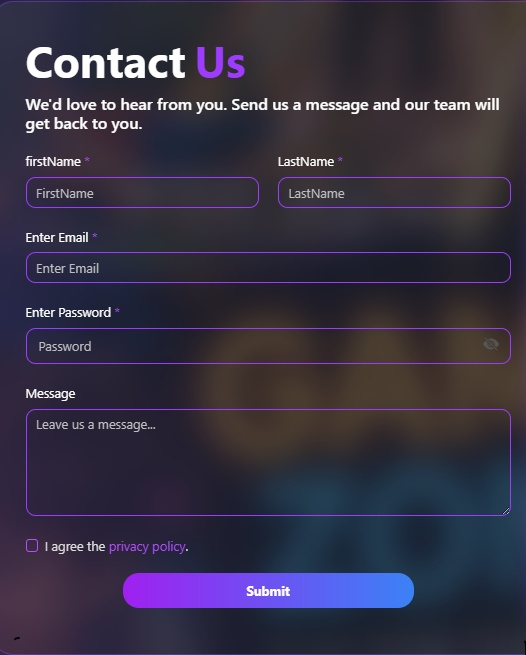 Contact Us
We'd love to hear from you. Send us a message and our team will
get back to you.
firstName * LastName *
FirstName LastName
Enter Email *
Enter Email
Enter Password *
Password
Message
Leave us a message...
I agree the privacy policy.
Submit